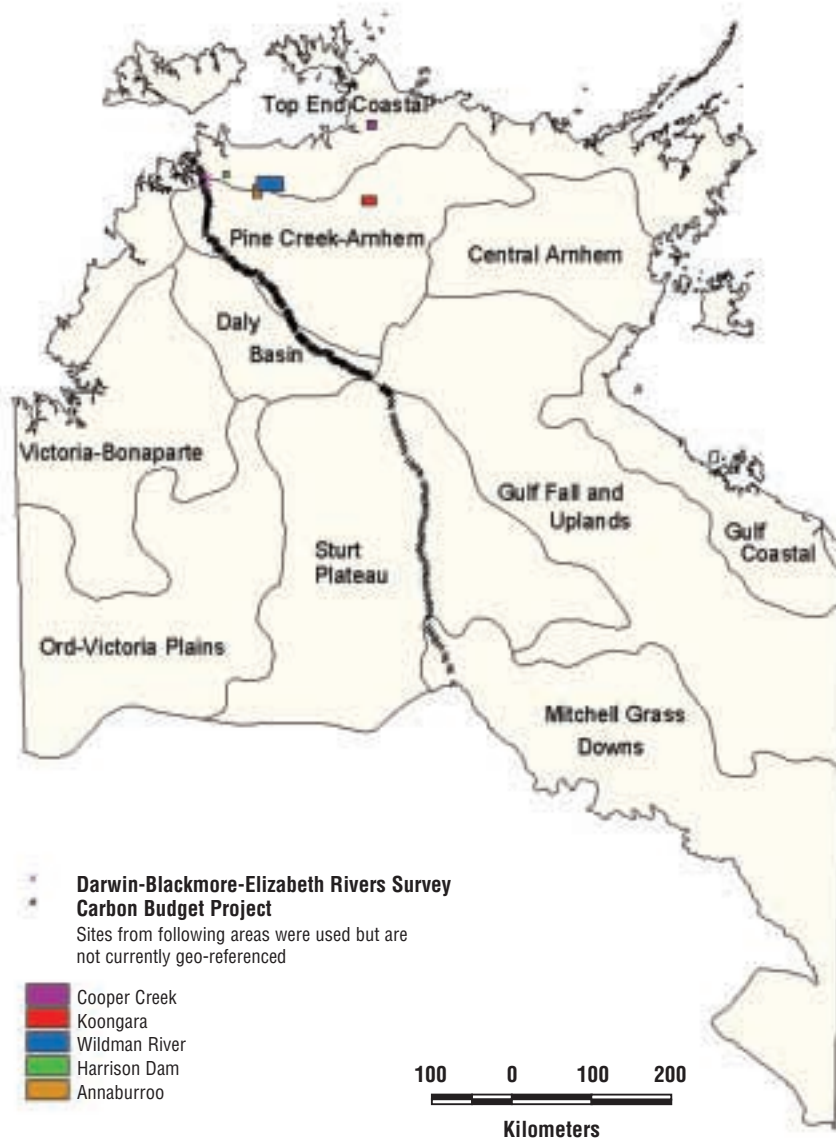 Top End Coastal
Pine Creek-Arnhem
Central Arnhem
Daly
Basin
Victoria-Bonaparte
Gulf Fall and
Uplands
Gulf
Coastal
Sturt
Plateau
Ord-Victoria Plains
Mitchell Grass
Downs
Darwin-Blackmore-Elizabeth Rivers Survey
Carbon Budget Project
Sites from following areas were used but are
not currently geo-referenced
Cooper Creek
Koongara
Wildman River
Harrison Dam
Annaburroo
100 0 100 200
Kilometers